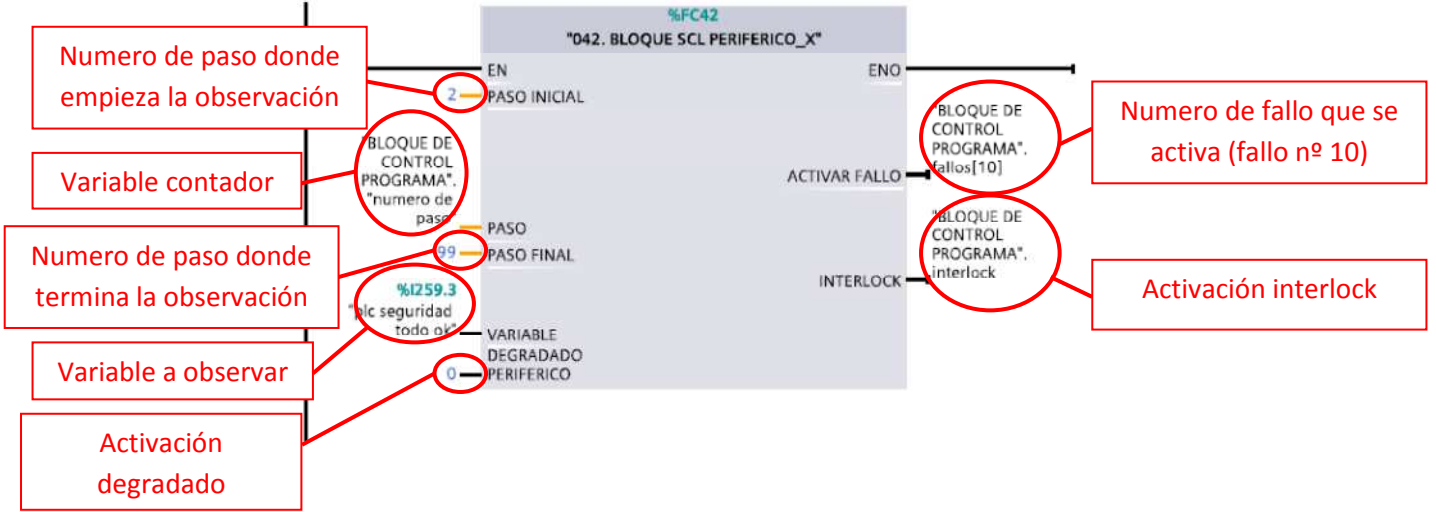 Numero de paso donde
empieza la observación
Variable contador
Numero de paso donde
termina la observación
Variable a observar
Activación
degradado
%FC42
"042. BLOQUE SCL PERIFERICO_X"
EN
ENO
2
PASO INICIAL
"BLOQUE DE
CONTROL
PROGRAMA".
"numero de
paso"
PASO
99
PASO FINAL
%I259.3
"plc seguridad
todo ok"
VARIABLE
DEGRADADO
0
PERIFERICO
ACTIVAR FALLO
"BLOQUE DE
CONTROL
PROGRAMA".
fallos[10]
INTERLOCK
"BLOQUE DE
CONTROL
PROGRAMA".
interlock
Numero de fallo que se
activa (fallo nº 10)
Activación interlock